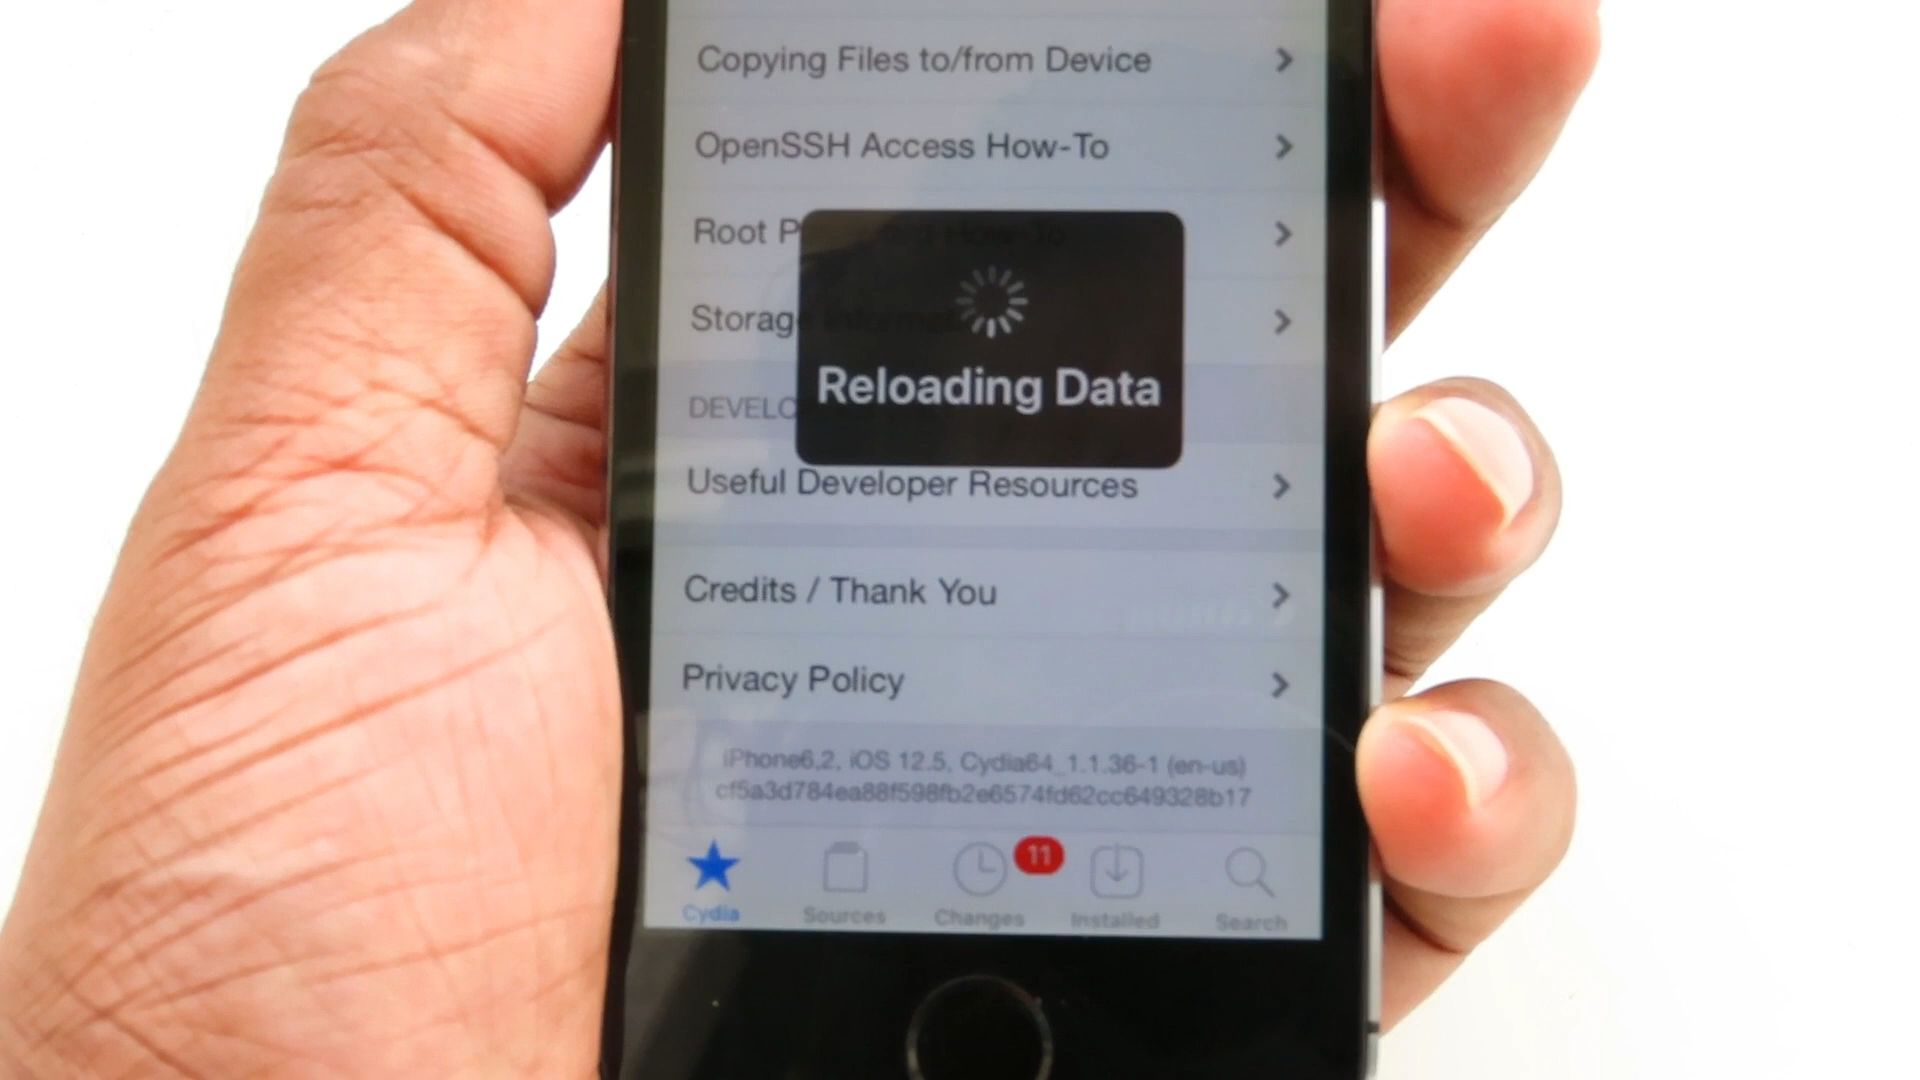 Copying Files to/from Device
OpenSSH Access How-To
Root P
How-To
Storage
Reloading Data
DEVELO
Useful Developer Resources
Credits / Thank You
Privacy Policy
iPhone6,2, iOS 12.5, Cydia64_1.1.36-1 (en-us)
cf5a3d784ea88f598fb2e6574fd62cc649328b17
11
Cydia
Sources
Changes
Installed
Search